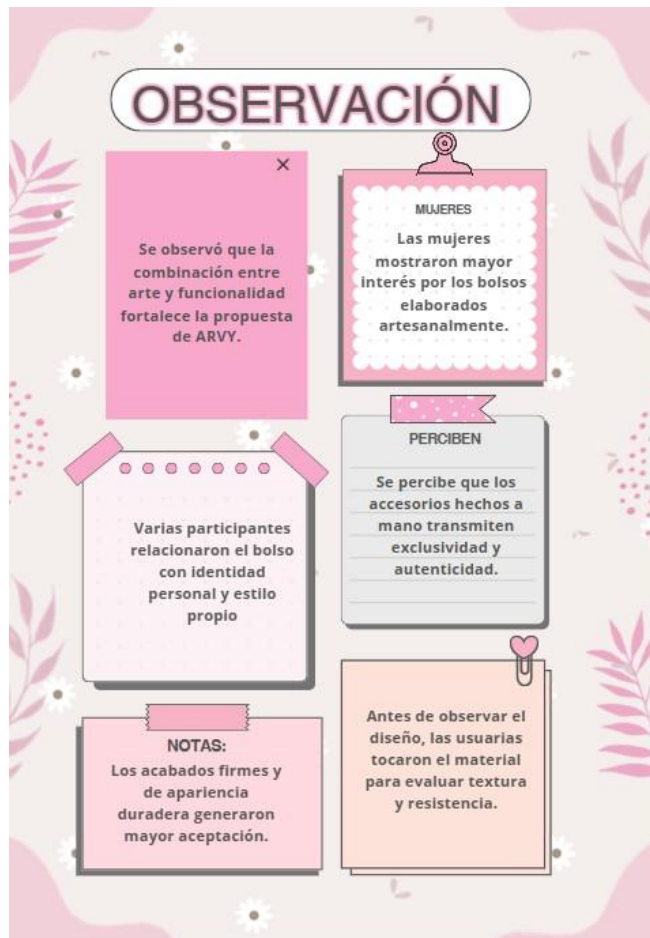 OBSERVACIÓN
Se observó que la
combinación entre
arte y funcionalidad
fortalece la propuesta
de ARVY.
MUJERES
Las mujeres
mostraron mayor
interés por los bolsos
elaborados
artesanalmente.
Varias participantes
relacionaron el bolso
con identidad
personal y estilo
propio
PERCIBEN
Se percibe que los
accesorios hechos a
mano transmiten
exclusividad y
autenticidad.
NOTAS:
Los acabados firmes y
de apariencia
duradera generaron
mayor aceptación.
Antes de observar el
diseño, las usuarias
tocaron el material
para evaluar textura
y resistencia.